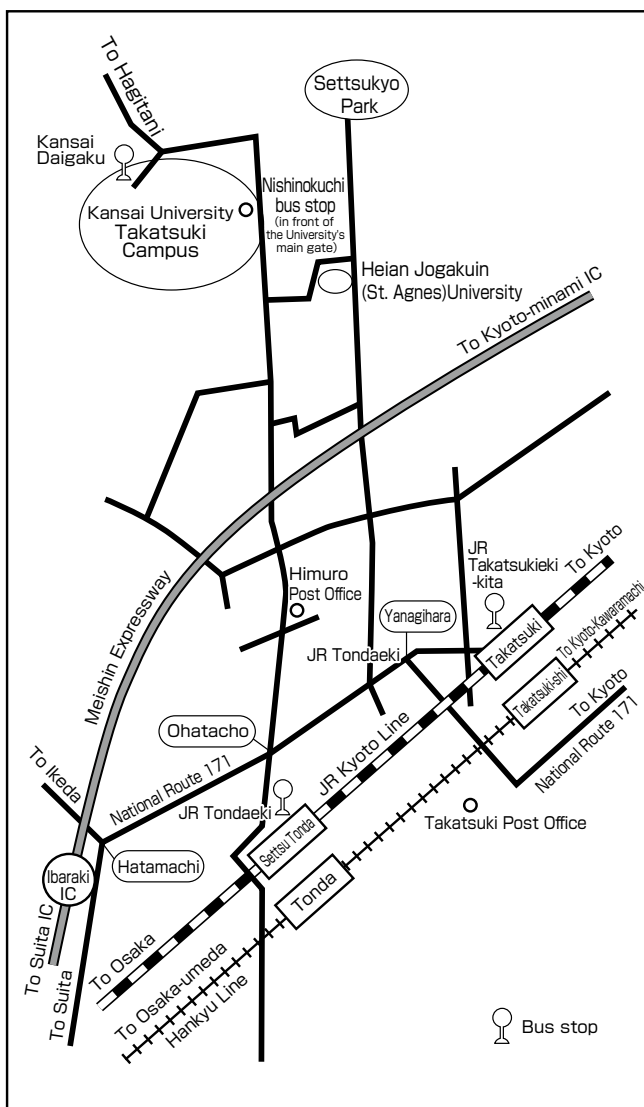 To Hagitani
Settsukyo
Park
Kansai
Daigaku
Nishinokuchi
bus stop
(in front of
the University's
main gate)
Kansai University
Takatsuki
Campus
Heian Jogakuin
(St. Agnes)University
To Kyoto-minami IC
JR
Takatsukieki
-kita
To Kyoto
Himuro
Post Office
Yanagihara
Takatsuki
To Kyoto-Kawaramachi
JR Tondaeki
Takatsuki-shi
Meishin Expressway
To Kyoto
National Route 171
Ohatacho
JR Kyoto Line
To Ikeda
National Route 171
JR Tondaeki
Takatsuki Post Office
Settsu Tonda
Ibaraki
IC
Hatamachi
Tonda
To Suita IC
To Suita
To Osaka
To Osaka-umeda
Hankyu Line
Bus stop